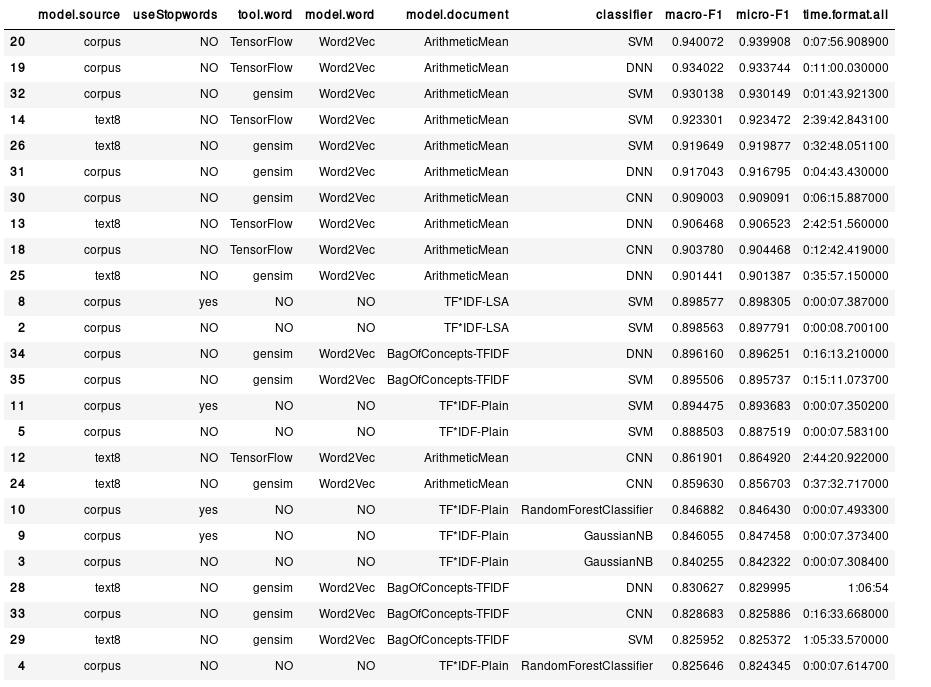 model.source useStopwords tool.word model.word model.document classifier macro-F1 micro-F1 time.format.all
20 corpus NO TensorFlow Word2Vec ArithmeticMean SVM 0.940072 0.939908 0:07:56.908900
19 corpus NO TensorFlow Word2Vec ArithmeticMean DNN 0.934022 0.933744 0:11:00.030000
32 corpus NO gensim Word2Vec ArithmeticMean SVM 0.930138 0.930149 0:01:43.921300
14 text8 NO TensorFlow Word2Vec ArithmeticMean SVM 0.923301 0.923472 2:39:42.843100
26 text8 NO gensim Word2Vec ArithmeticMean SVM 0.919649 0.919877 0:32:48.051100
31 corpus NO gensim Word2Vec ArithmeticMean DNN 0.917043 0.916795 0:04:43.430000
30 corpus NO gensim Word2Vec ArithmeticMean CNN 0.909003 0.909091 0:06:15.887000
13 text8 NO TensorFlow Word2Vec ArithmeticMean DNN 0.906468 0.906523 2:42:51.560000
18 corpus NO TensorFlow Word2Vec ArithmeticMean CNN 0.903780 0.904468 0:12:42.419000
25 text8 NO gensim Word2Vec ArithmeticMean DNN 0.901441 0.901387 0:35:57.150000
8 corpus yes NO NO TF*IDF-LSA SVM 0.898577 0.898305 0:00:07.387000
2 corpus NO NO NO TF*IDF-LSA SVM 0.898563 0.897791 0:00:08.700100
34 corpus NO gensim Word2Vec BagOfConcepts-TFIDF DNN 0.896160 0.896251 0:16:13.210000
35 corpus NO gensim Word2Vec BagOfConcepts-TFIDF SVM 0.895506 0.895737 0:15:11.073700
11 corpus yes NO NO TF*IDF-Plain SVM 0.894475 0.893683 0:00:07.350200
5 corpus NO NO NO TF*IDF-Plain SVM 0.888503 0.887519 0:00:07.583100
12 text8 NO TensorFlow Word2Vec ArithmeticMean CNN 0.861901 0.864920 2:44:20.922000
24 text8 NO gensim Word2Vec ArithmeticMean CNN 0.859630 0.856703 0:37:32.717000
10 corpus yes NO NO TF*IDF-Plain RandomForestClassifier 0.846882 0.846430 0:00:07.493300
9 corpus yes NO NO TF*IDF-Plain GaussianNB 0.846055 0.847458 0:00:07.373400
3 corpus NO NO NO TF*IDF-Plain GaussianNB 0.840255 0.842322 0:00:07.308400
28 text8 NO gensim Word2Vec BagOfConcepts-TFIDF DNN 0.830627 0.829995 1:06:54
33 corpus NO gensim Word2Vec BagOfConcepts-TFIDF CNN 0.828683 0.825886 0:16:33.668000
29 text8 NO gensim Word2Vec BagOfConcepts-TFIDF SVM 0.825952 0.825372 1:05:33.570000
4 corpus NO NO NO TF*IDF-Plain RandomForestClassifier 0.825646 0.824345 0:00:07.614700